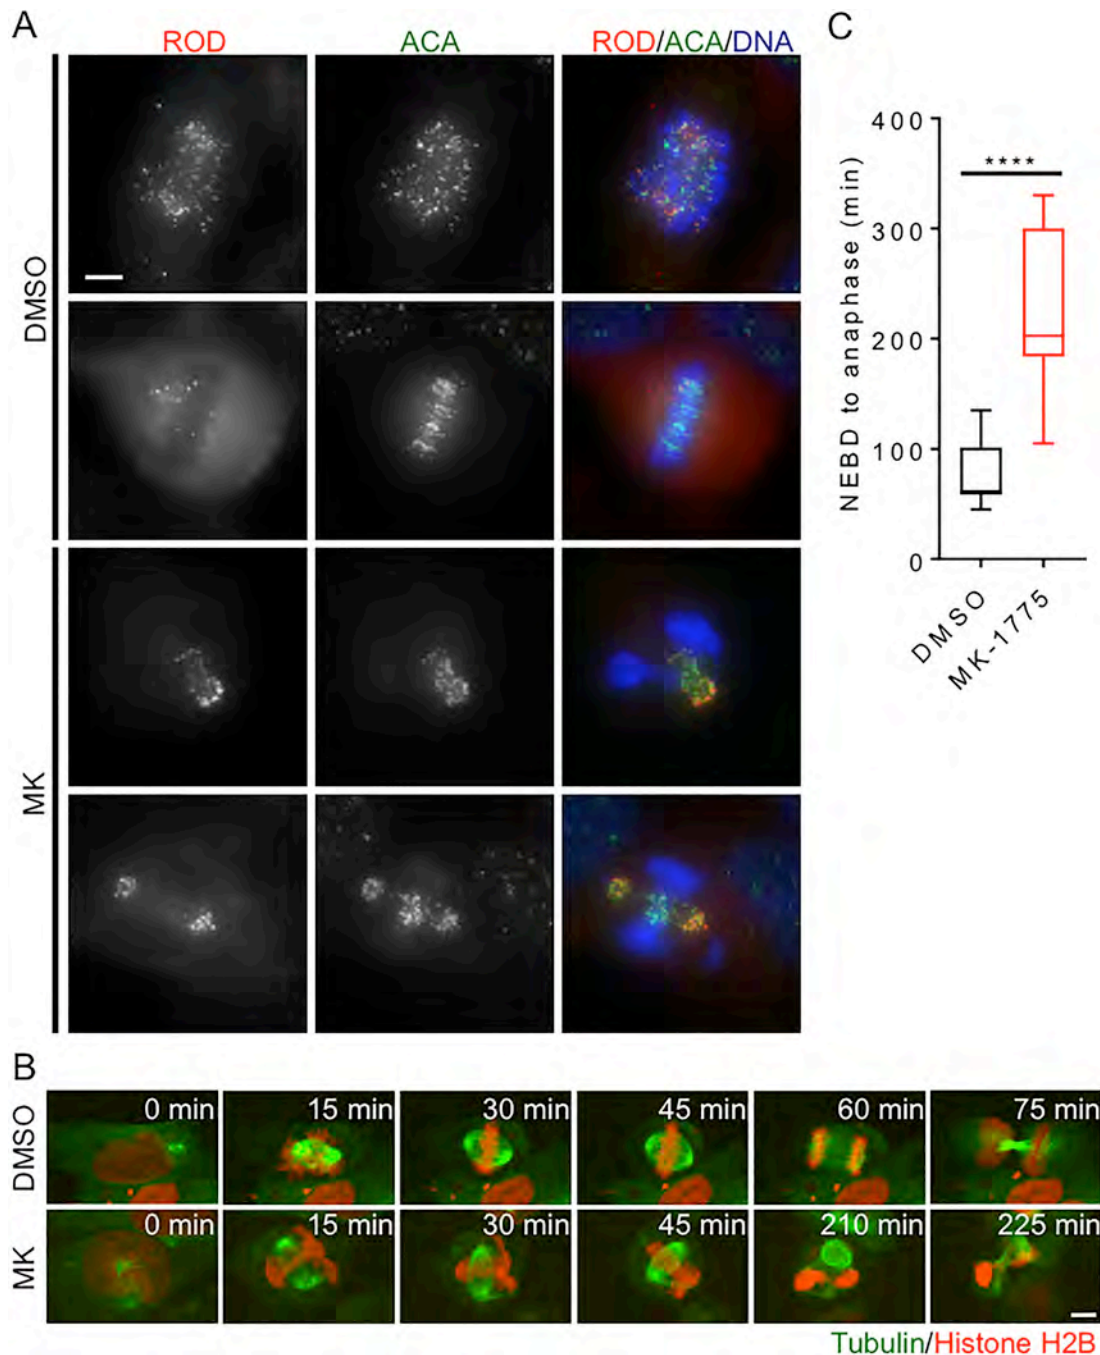 A
ROD
ACA
ROD/ACA/DNA
DMSO
MK
C
NEBD to anaphase (min)
400
300
200
100
0
****
DMSO
MK-1775
B
DMSO
0 min
15 min
30 min
45 min
60 min
75 min
MK
0 min
15 min
30 min
45 min
210 min
225 min
Tubulin/Histone H2B